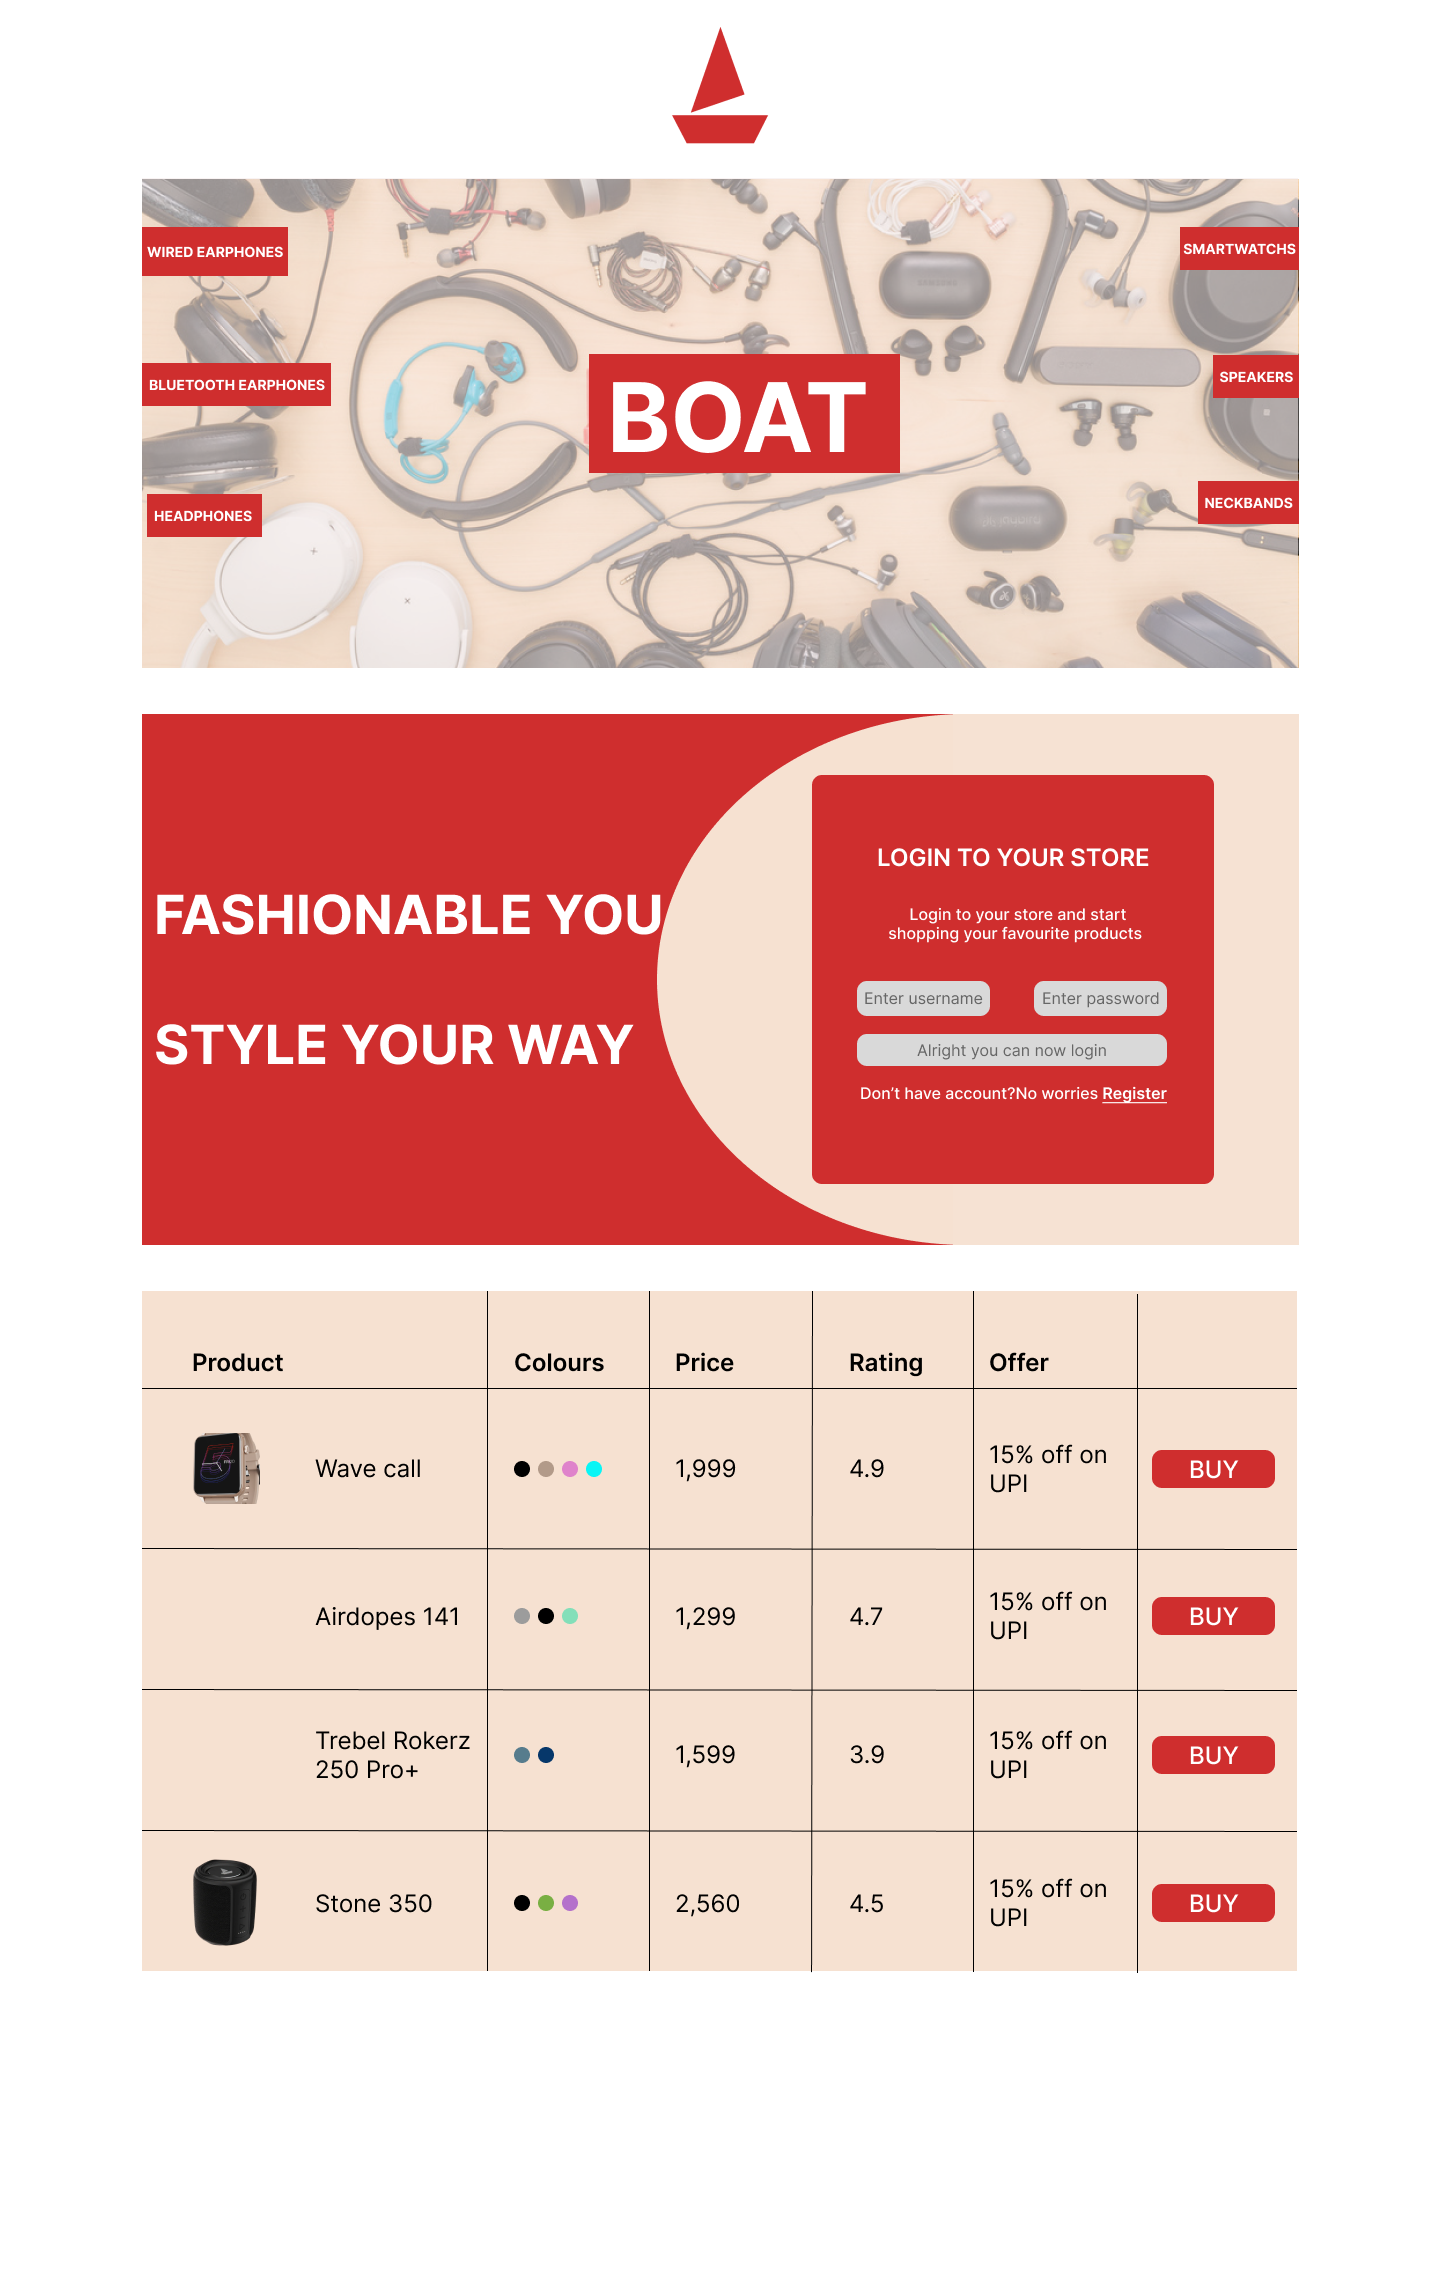 WIRED EARPHONES
SMARTWATCHS
BLUETOOTH EARPHONES
SPEAKERS
BOAT
HEADPHONES
NECKBANDS
FASHIONABLE YOU
STYLE YOUR WAY
LOGIN TO YOUR STORE
Login to your store and start
shopping your favourite products
Enter username
Enter password
Alright you can now login
Don’t have account?No worries Register
Product Colours Price Rating Offer
Wave call 1,999 4.9 15% off on
UPI
BUY
Airdopes 141 1,299 4.7 15% off on
UPI
BUY
Trebel Rokerz
250 Pro+
1,599 3.9 15% off on
UPI
BUY
Stone 350 2,560 4.5 15% off on
UPI
BUY